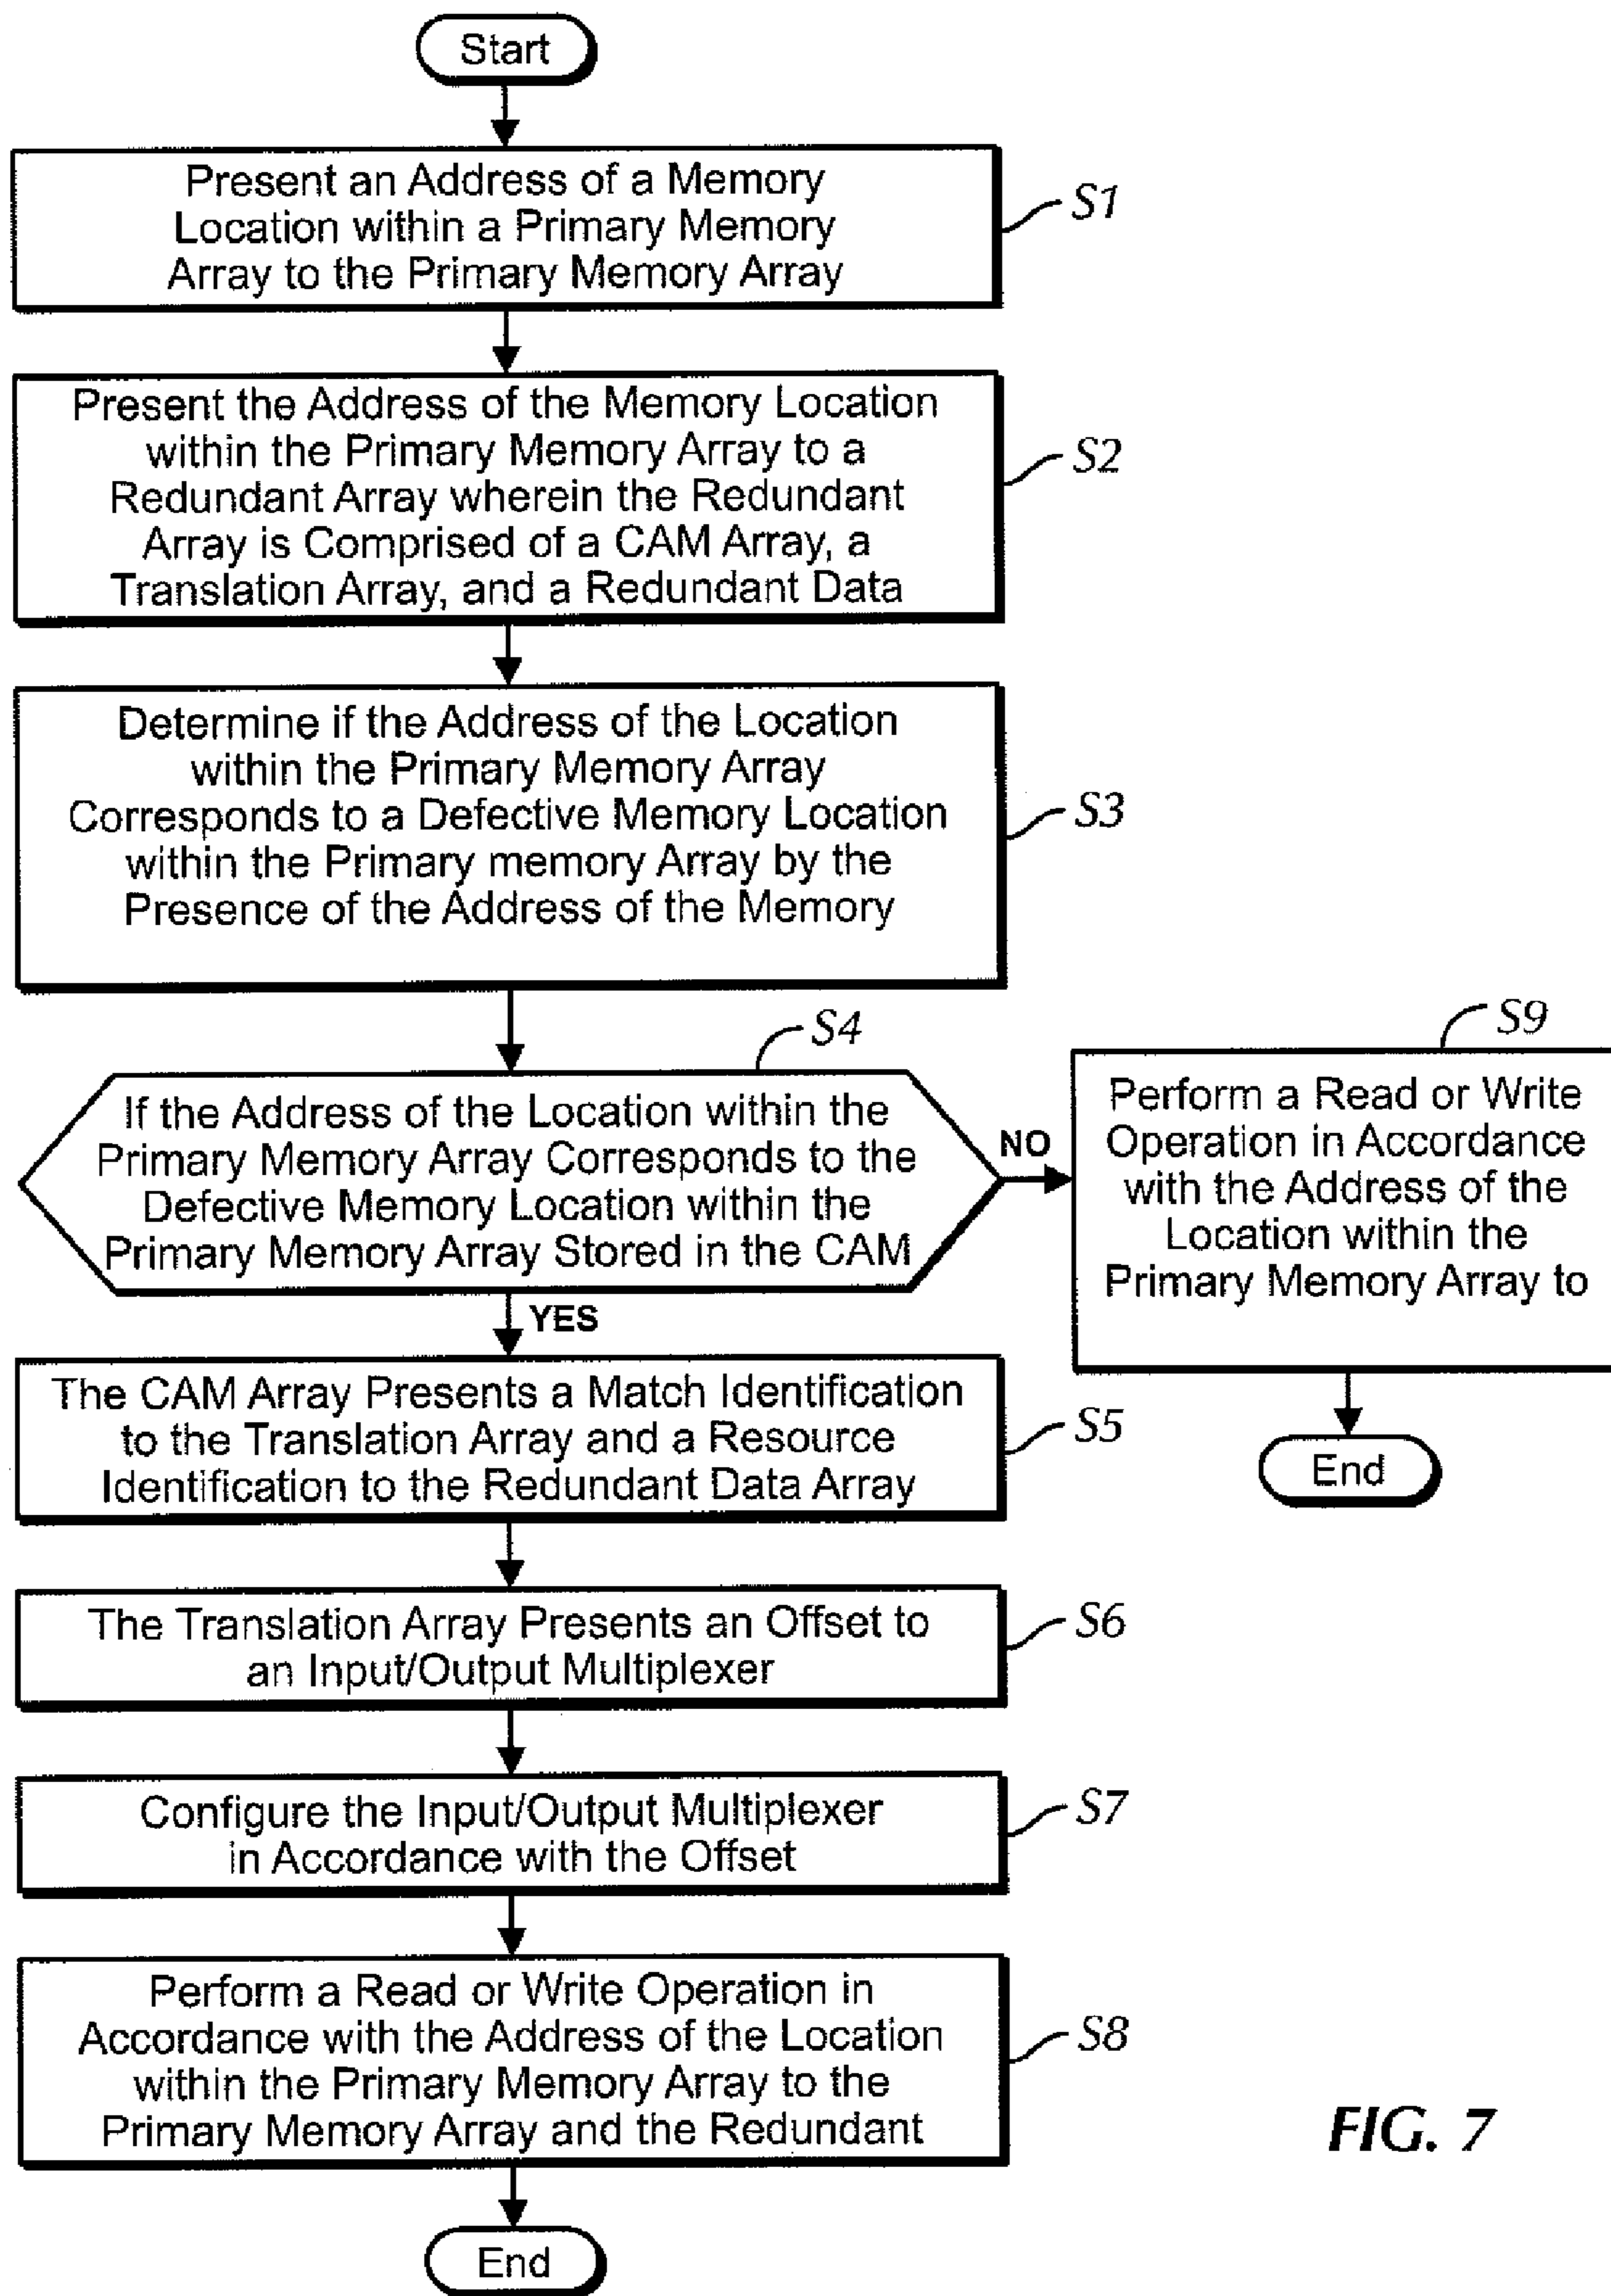 Start
Present an Address of a Memory
Location within a Primary Memory
Array to the Primary Memory Array
S1
Present the Address of the Memory Location
within the Primary Memory Array to a
Redundant Array wherein the Redundant
Array is Comprised of a CAM Array, a
Translation Array, and a Redundant Data
S2
Determine if the Address of the Location
within the Primary Memory Array
Corresponds to a Defective Memory Location
within the Primary memory Array by the
Presence of the Address of the Memory
S3
S4
If the Address of the Location within the
Primary Memory Array Corresponds to the
Defective Memory Location within the
Primary Memory Array Stored in the CAM
NO
S9
Perform a Read or Write
Operation in Accordance
with the Address of the
Location within the
Primary Memory Array to
End
YES
The CAM Array Presents a Match Identification
to the Translation Array and a Resource
Identification to the Redundant Data Array
S5
The Translation Array Presents an Offset to
an Input/Output Multiplexer
S6
Configure the Input/Output Multiplexer
in Accordance with the Offset
S7
Perform a Read or Write Operation in
Accordance with the Address of the Location
within the Primary Memory Array to the
Primary Memory Array and the Redundant
S8
End
FIG. 7